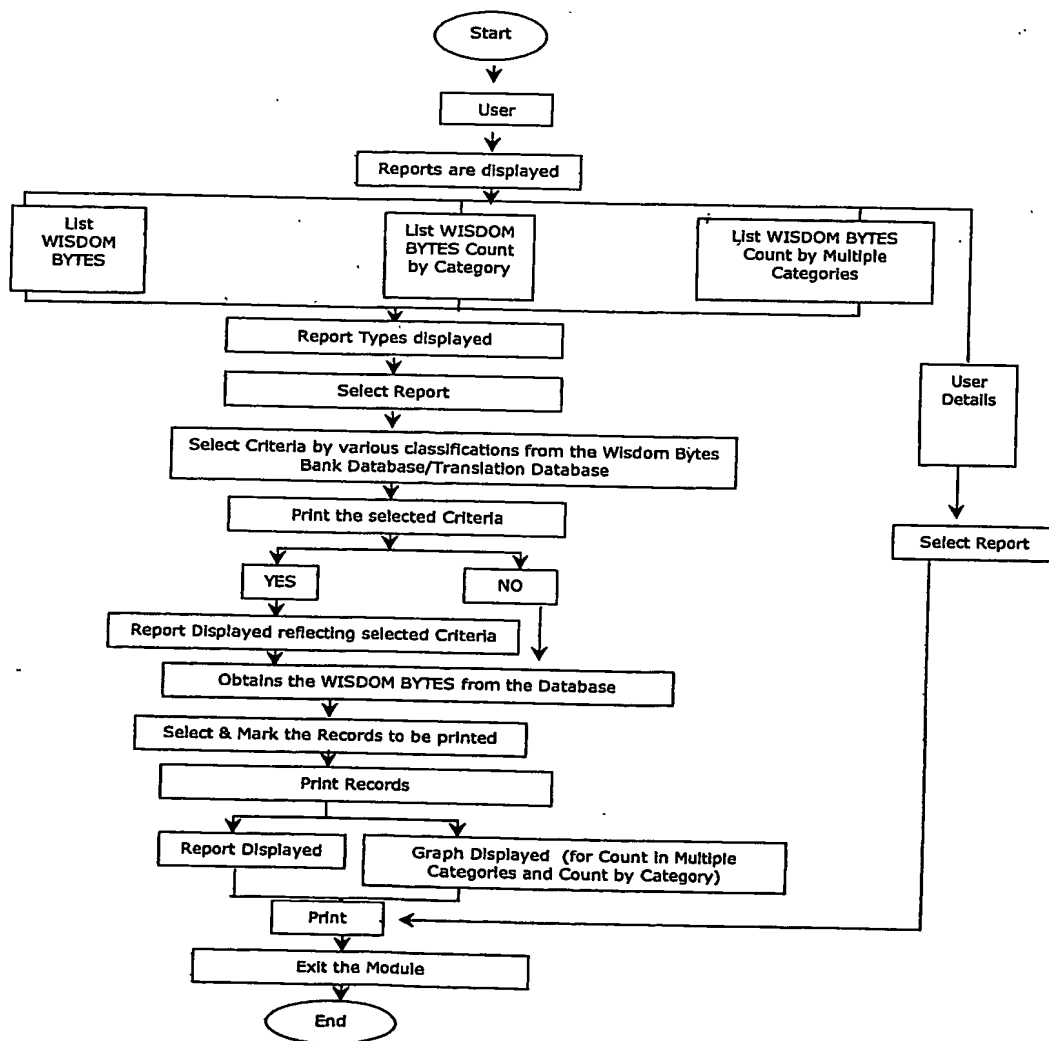 Start
User
Reports are displayed
List
WISDOM
BYTES
List WISDOM
BYTES Count
by Category
List WISDOM BYTES
Count by Multiple
Categories
Report Types displayed
User
Details
Select Report
Select Criteria by various classifications from the Wisdom Bytes
Bank Database/Translation Database
Print the selected Criteria
Select Report
YES
NO
Report Displayed reflecting selected Criteria
Obtains the WISDOM BYTES from the Database
Select & Mark the Records to be printed
Print Records
Report Displayed
Graph Displayed (for Count in Multiple
Categories and Count by Category)
Print
Exit the Module
End